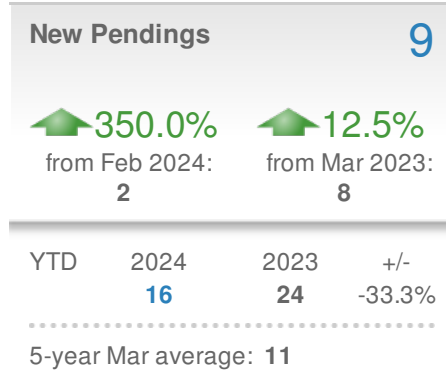 New Pendings 9
350.0% 12.5%
from Feb 2024: from Mar 2023:
2 8
YTD 2024 2023 +/-
16 24 -33.3%
5-year Mar average: 11